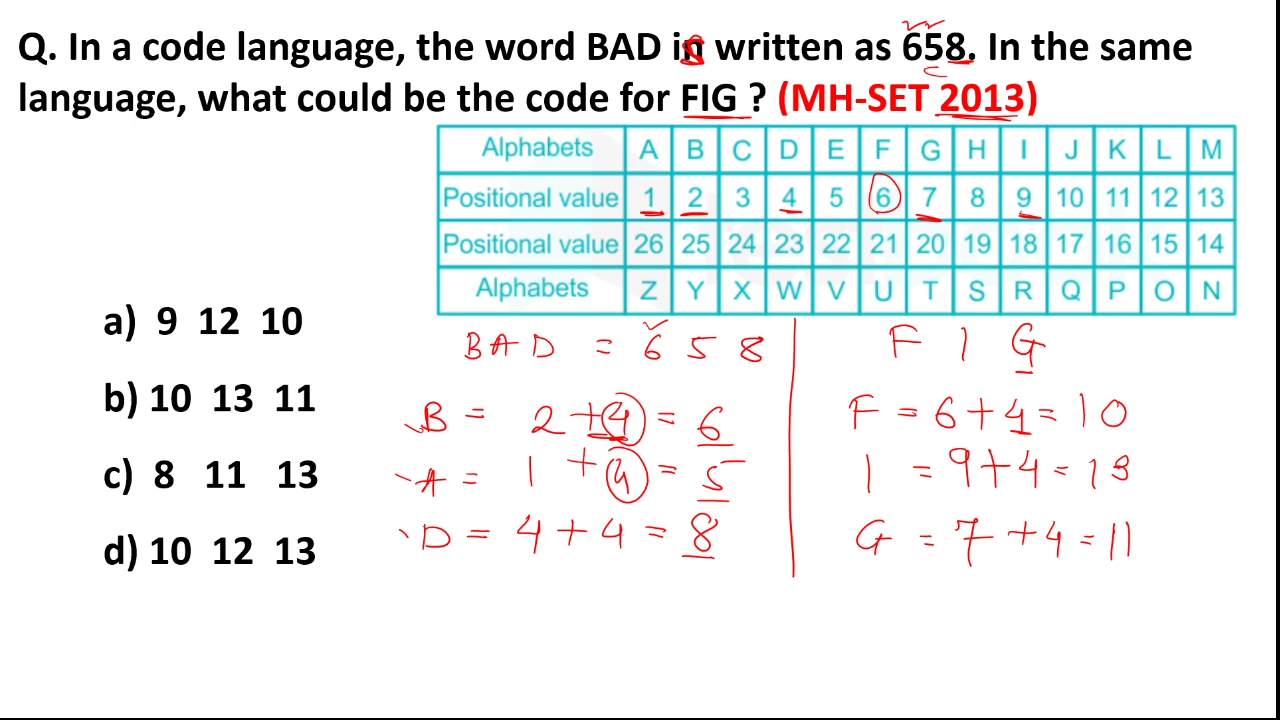 Q. In a code language, the word BAD is written as 658. In the same
language, what could be the code for FIG ? (MH-SET 2013)
Alphabets A B C D E F G H I J K L M
Positional value 1 2 3 4 5 6 7 8 9 10 11 12 13
Positional value 26 25 24 23 22 21 20 19 18 17 16 15 14
Alphabets Z Y X W V U T S R Q P O N
a) 9 12 10
b) 10 13 11
c) 8 11 13
d) 10 12 13
BAD = 6 5 8
B = 2 +4 = 6
A = 1 +4 = 5
D = 4 + 4 = 8
F I G
F = 6 + 4 = 10
I = 9 + 4 = 13
G = 7 + 4 = 11